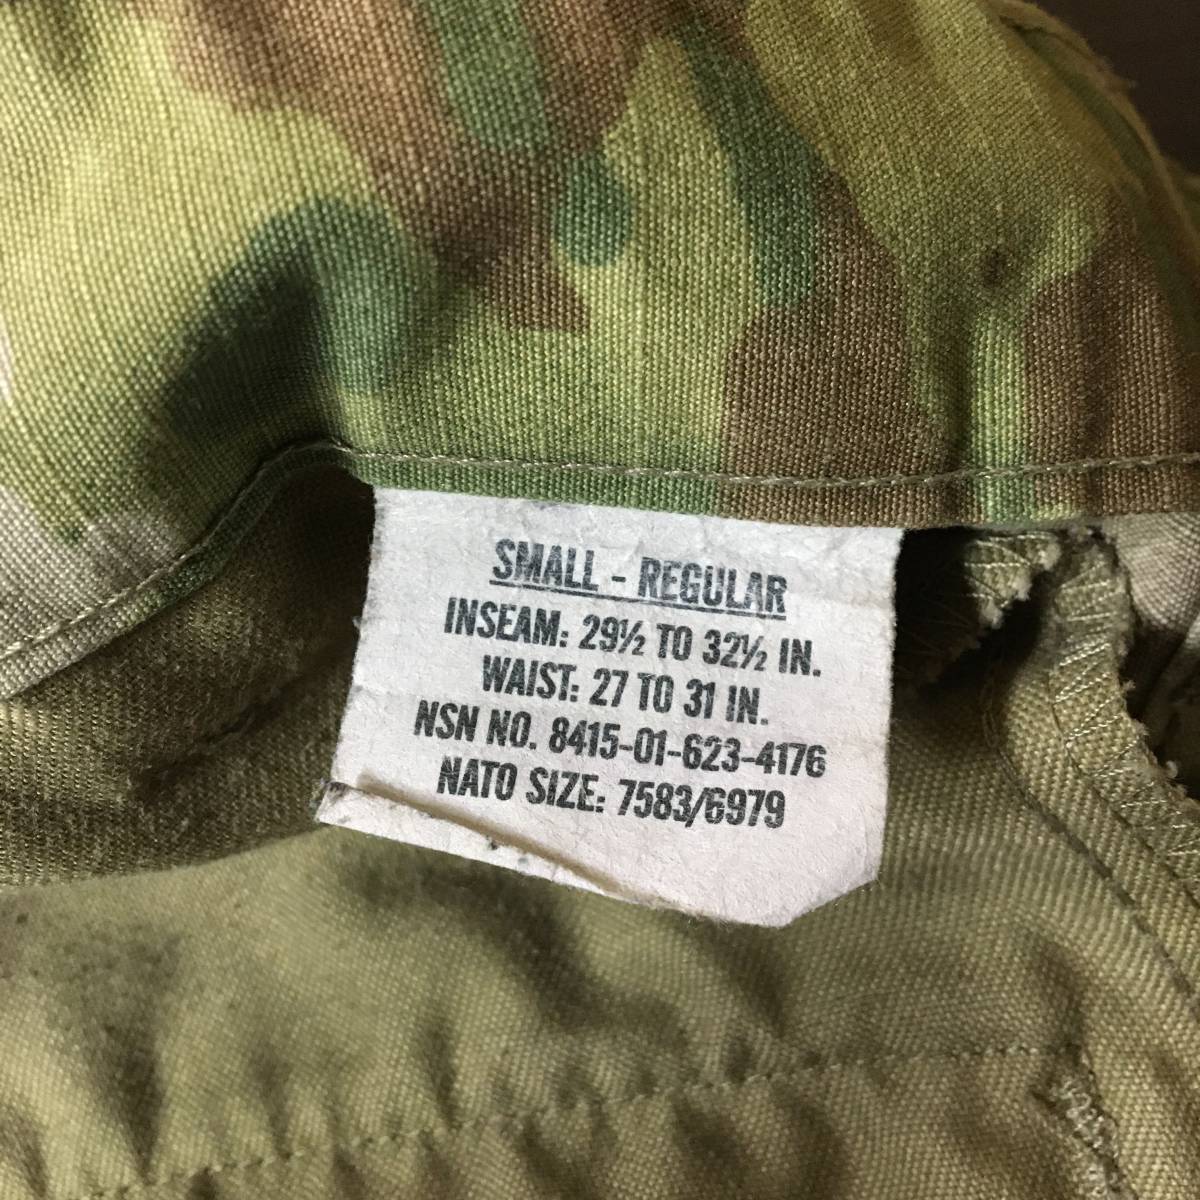 SMALL - REGULAR
INSEAM: 29½ TO 32½ IN.
WAIST: 27 TO 31 IN.
NSN NO. 8415-01-623-4176
NATO SIZE: 7583/6979